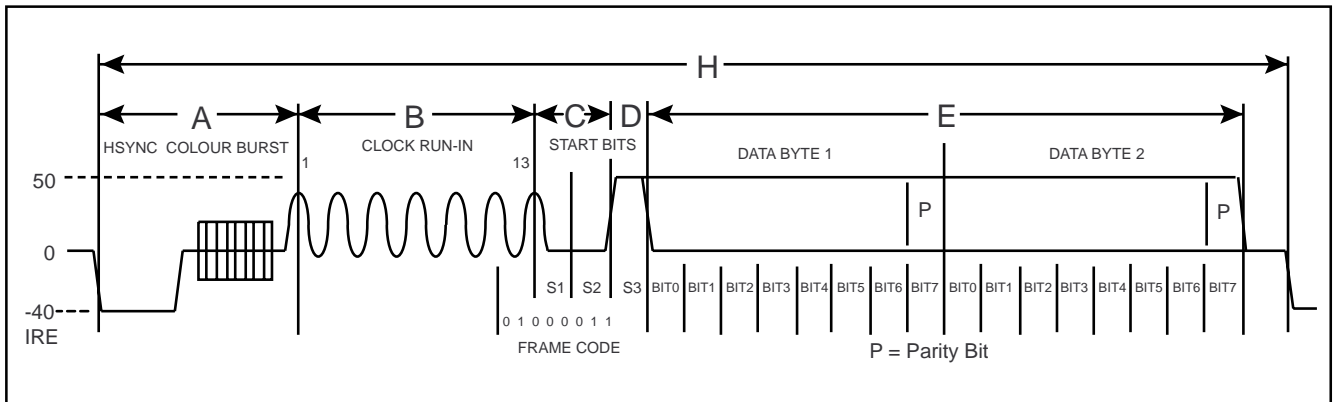 H
A B C D E
HSYNC COLOUR BURST CLOCK RUN-IN START BITS DATA BYTE 1 DATA BYTE 2
1 13
50
P P
0
S1 S2 S3 BIT0 BIT1 BIT2 BIT3 BIT4 BIT5 BIT6 BIT7 BIT0 BIT1 BIT2 BIT3 BIT4 BIT5 BIT6 BIT7
-40
0 1 0 0 0 0 1 1
IRE
FRAME CODE
P = Parity Bit